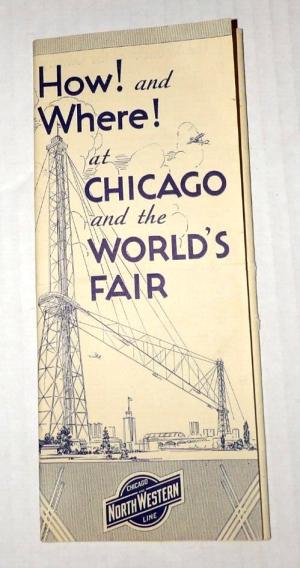 How! and
Where!
at
CHICAGO
and the
WORLD'S
FAIR
CHICAGO
NORTH WESTERN
LINE